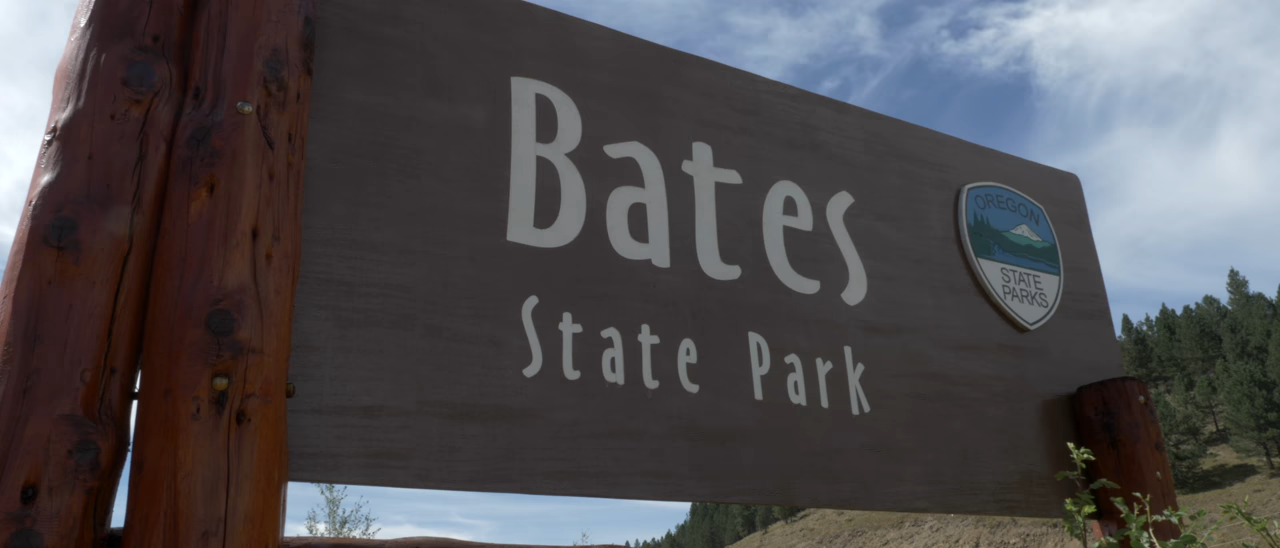 Bates
State Park
OREGON
STATE
PARKS